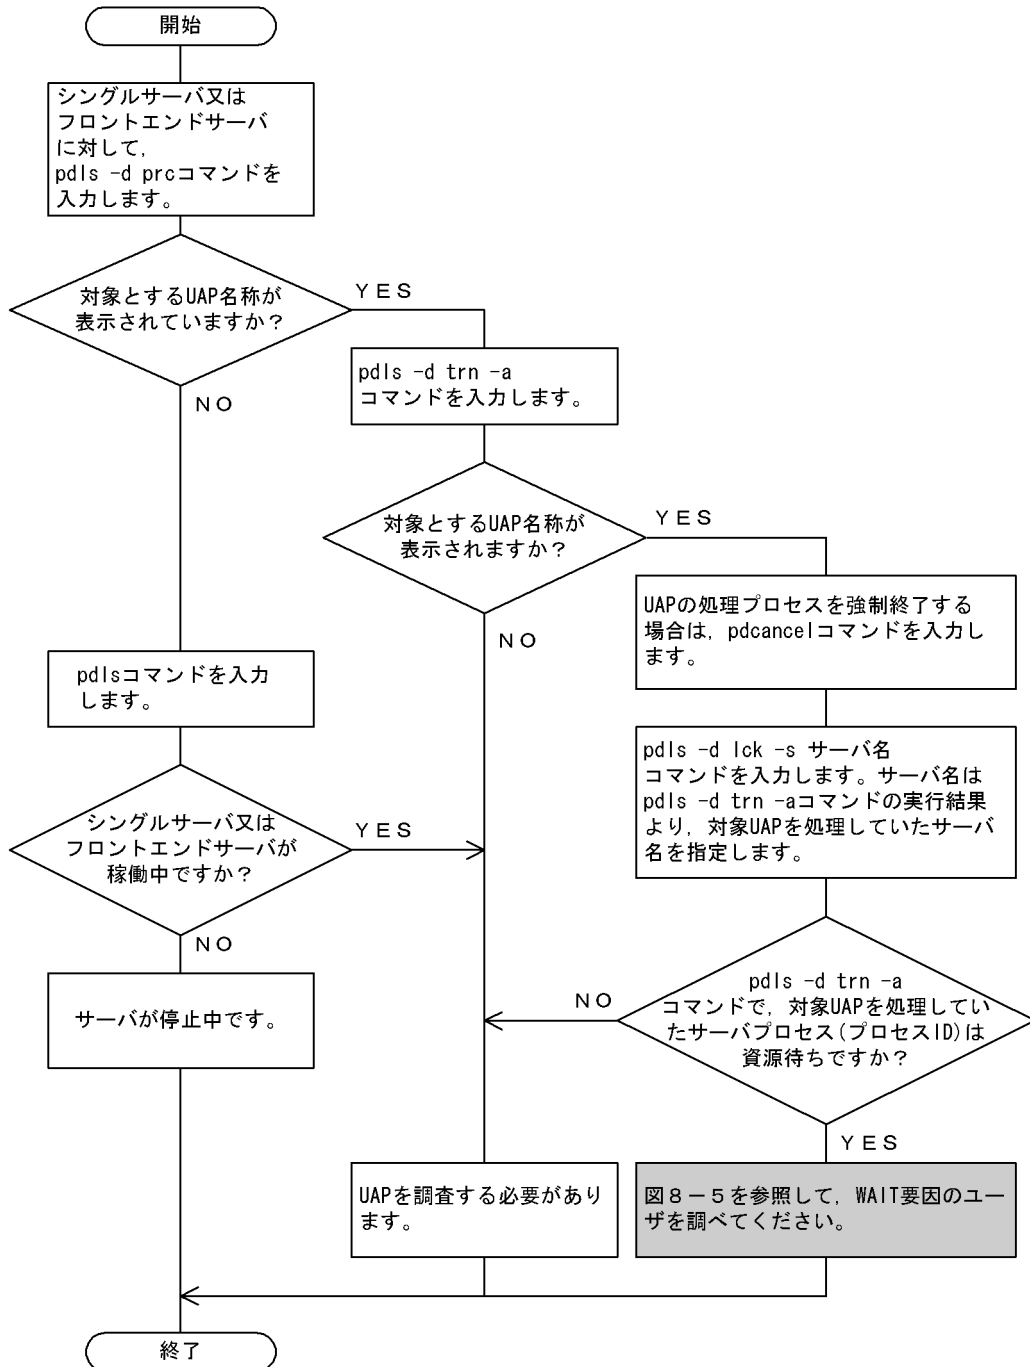 開始
シングルサーバ又は
フロントエンドサーバ
に対して，
pdls -d prcコマンドを
入力します。
対象とするUAP名称が
表示されていますか？
ＹＥＳ
ＮＯ
pdls -d trn -a
コマンドを入力します。
対象とするUAP名称が
表示されますか？
ＹＥＳ
ＮＯ
UAPの処理プロセスを強制終了する
場合は，pdcancelコマンドを入力し
ます。
pdlsコマンドを入力
します。
pdls -d lck -s サーバ名
コマンドを入力します。サーバ名は
pdls -d trn -aコマンドの実行結果
より，対象UAPを処理していたサーバ
名を指定します。
シングルサーバ又は
フロントエンドサーバが
稼働中ですか？
ＹＥＳ
ＮＯ
サーバが停止中です。
pdls -d trn -a
コマンドで，対象UAPを処理してい
たサーバプロセス(プロセスID)は
資源待ちですか？
ＮＯ
ＹＥＳ
UAPを調査する必要があり
ます。
図８－５を参照して，WAIT要因のユー
ザを調べてください。
終了